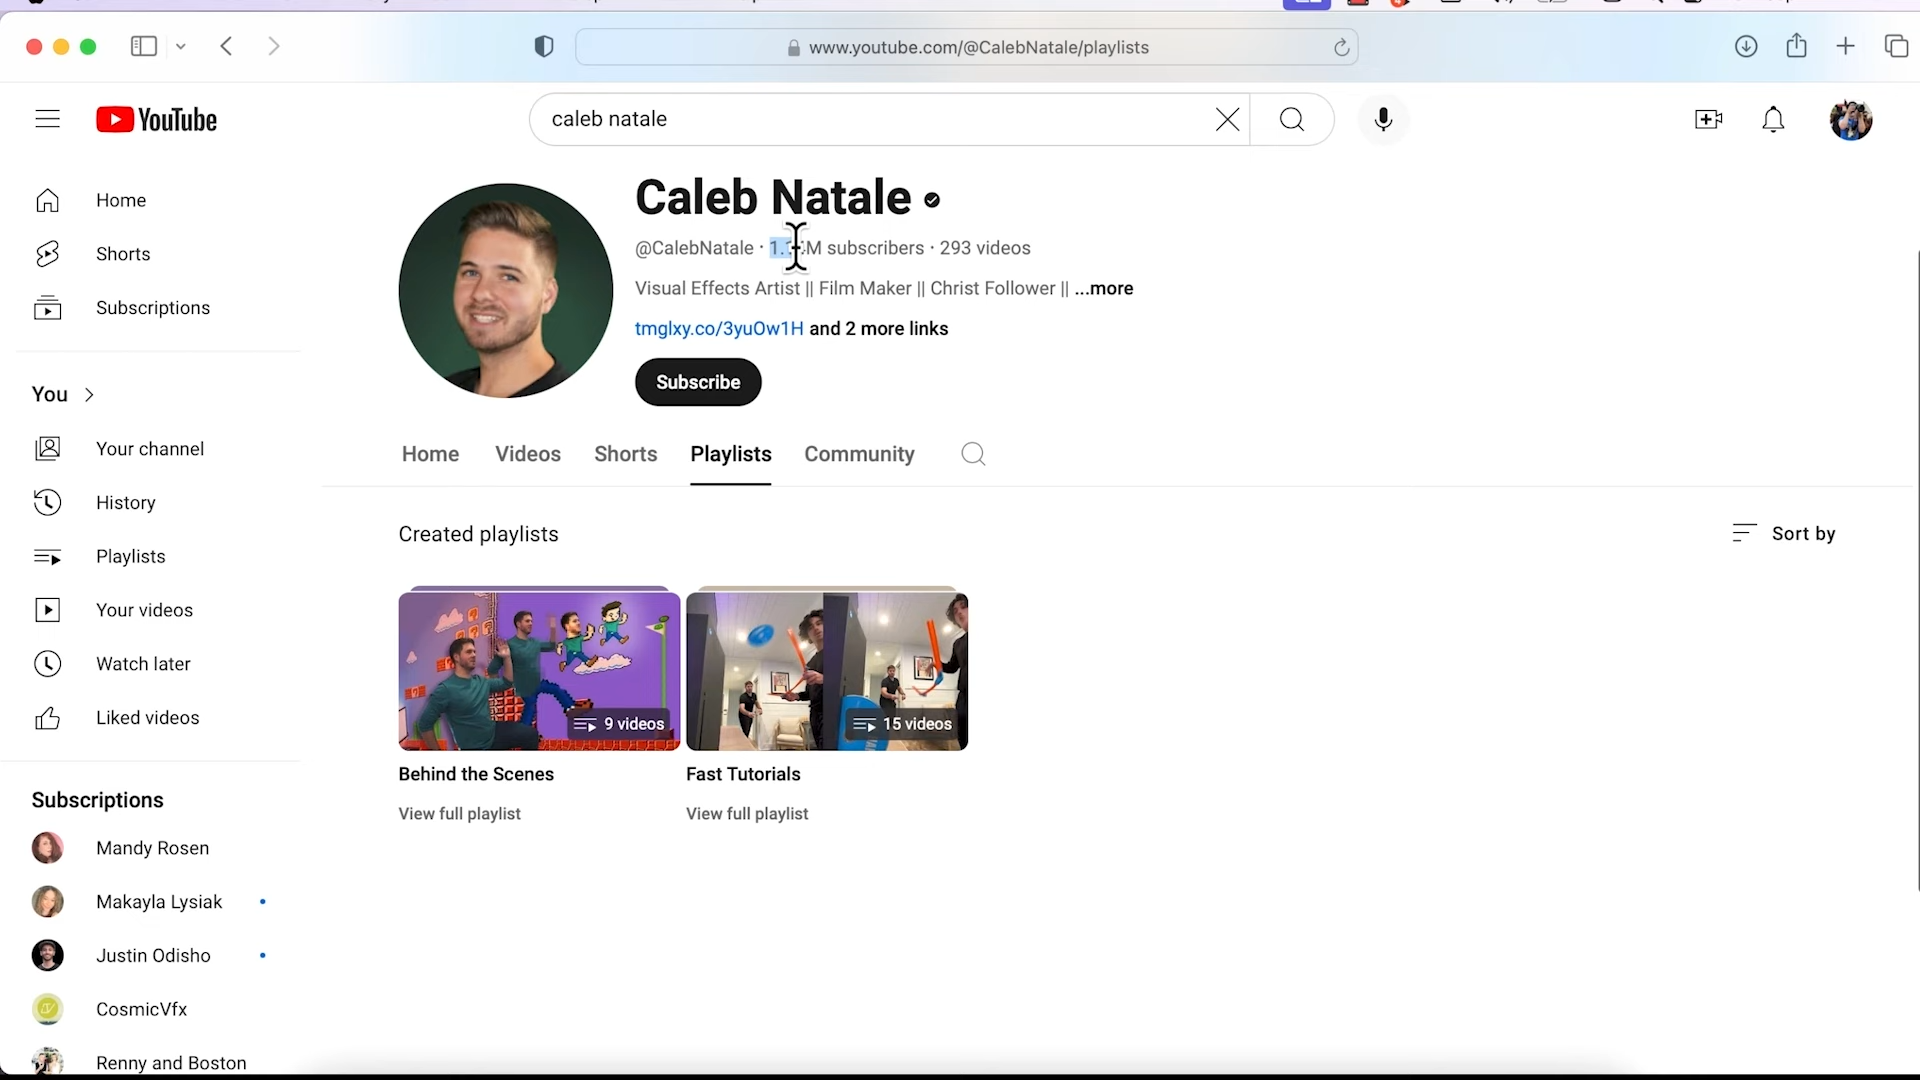 www.youtube.com/@CalebNatale/playlists
YouTube
caleb natale
Home
Shorts
Subscriptions
You
Your channel
History
Playlists
Your videos
Watch later
Liked videos
Subscriptions
Mandy Rosen
Makayla Lysiak
Justin Odisho
CosmicVfx
Renny and Boston
Caleb Natale
@CalebNatale · M subscribers · 293 videos
Visual Effects Artist || Film Maker || Christ Follower || ...more
tmglxy.co/3yuOw1H and 2 more links
Subscribe
Home Videos Shorts Playlists Community
Created playlists
Sort by
9 videos
15 videos
Behind the Scenes
Fast Tutorials
View full playlist
View full playlist